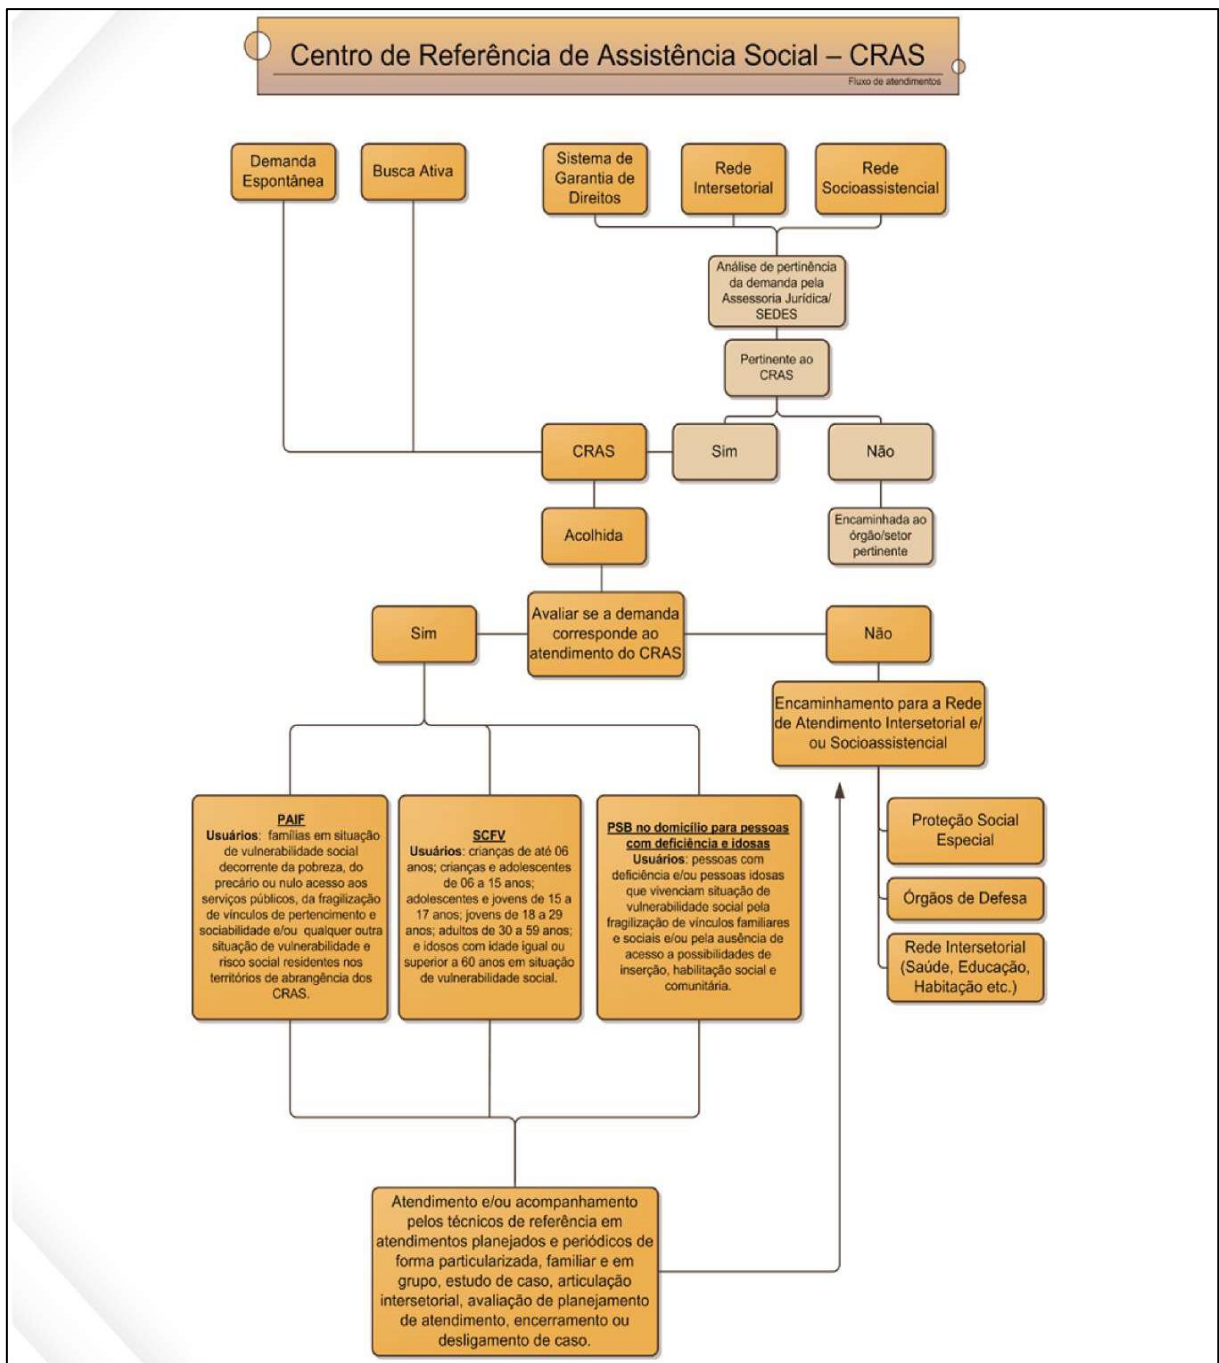 Centro de Referência de Assistência Social – CRAS
Fluxo de atendimentos
Demanda
Espontânea
Busca Ativa
Sistema de
Garantia de
Direitos
Rede
Intersetorial
Rede
Socioassistencial
Análise de pertinência
da demanda pela
Assessoria Jurídica/
SEDES
Pertinente ao
CRAS
CRAS
Sim
Não
Acolhida
Encaminhada ao
órgão/setor
pertinente
Sim
Avaliar se a demanda
corresponde ao
atendimento do CRAS
Não
Encaminhamento para a Rede
de Atendimento Intersetorial e/
ou Socioassistencial
PAIF
Usuários: famílias em situação
de vulnerabilidade social
decorrente da pobreza, do
precário ou nulo acesso aos
serviços públicos, da fragilização
de vínculos de pertencimento e
sociabilidade e/ou qualquer outra
situação de vulnerabilidade e
risco social residentes nos
territórios de abrangência dos
CRAS.
SCFV
Usuários: crianças de até 06
anos; crianças e adolescentes
de 06 a 15 anos;
adolescentes e jovens de 15 a
17 anos; jovens de 18 a 29
anos; adultos de 30 a 59 anos;
e idosos com idade igual ou
superior a 60 anos em situação
de vulnerabilidade social.
PSB no domicílio para pessoas
com deficiência e idosas
Usuários: pessoas com
deficiência e/ou pessoas idosas
que vivenciam situação de
vulnerabilidade social pela
fragilização de vínculos familiares
e sociais e/ou pela ausência de
acesso a possibilidades de
inserção, habilitação social e
comunitária.
Proteção Social
Especial
Órgãos de Defesa
Rede Intersetorial
(Saúde, Educação,
Habitação etc.)
Atendimento e/ou acompanhamento
pelos técnicos de referência em
atendimentos planejados e periódicos de
forma particularizada, familiar e em
grupo, estudo de caso, articulação
intersetorial, avaliação de planejamento
de atendimento, encerramento ou
desligamento de caso.